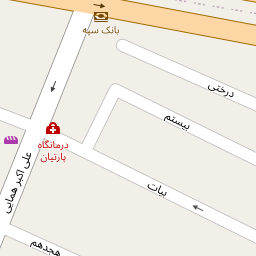 بانک سپه
درختی
بیستم
درمانگاه
پارتیان
علی اکبر همایی
بیات
هجدهم